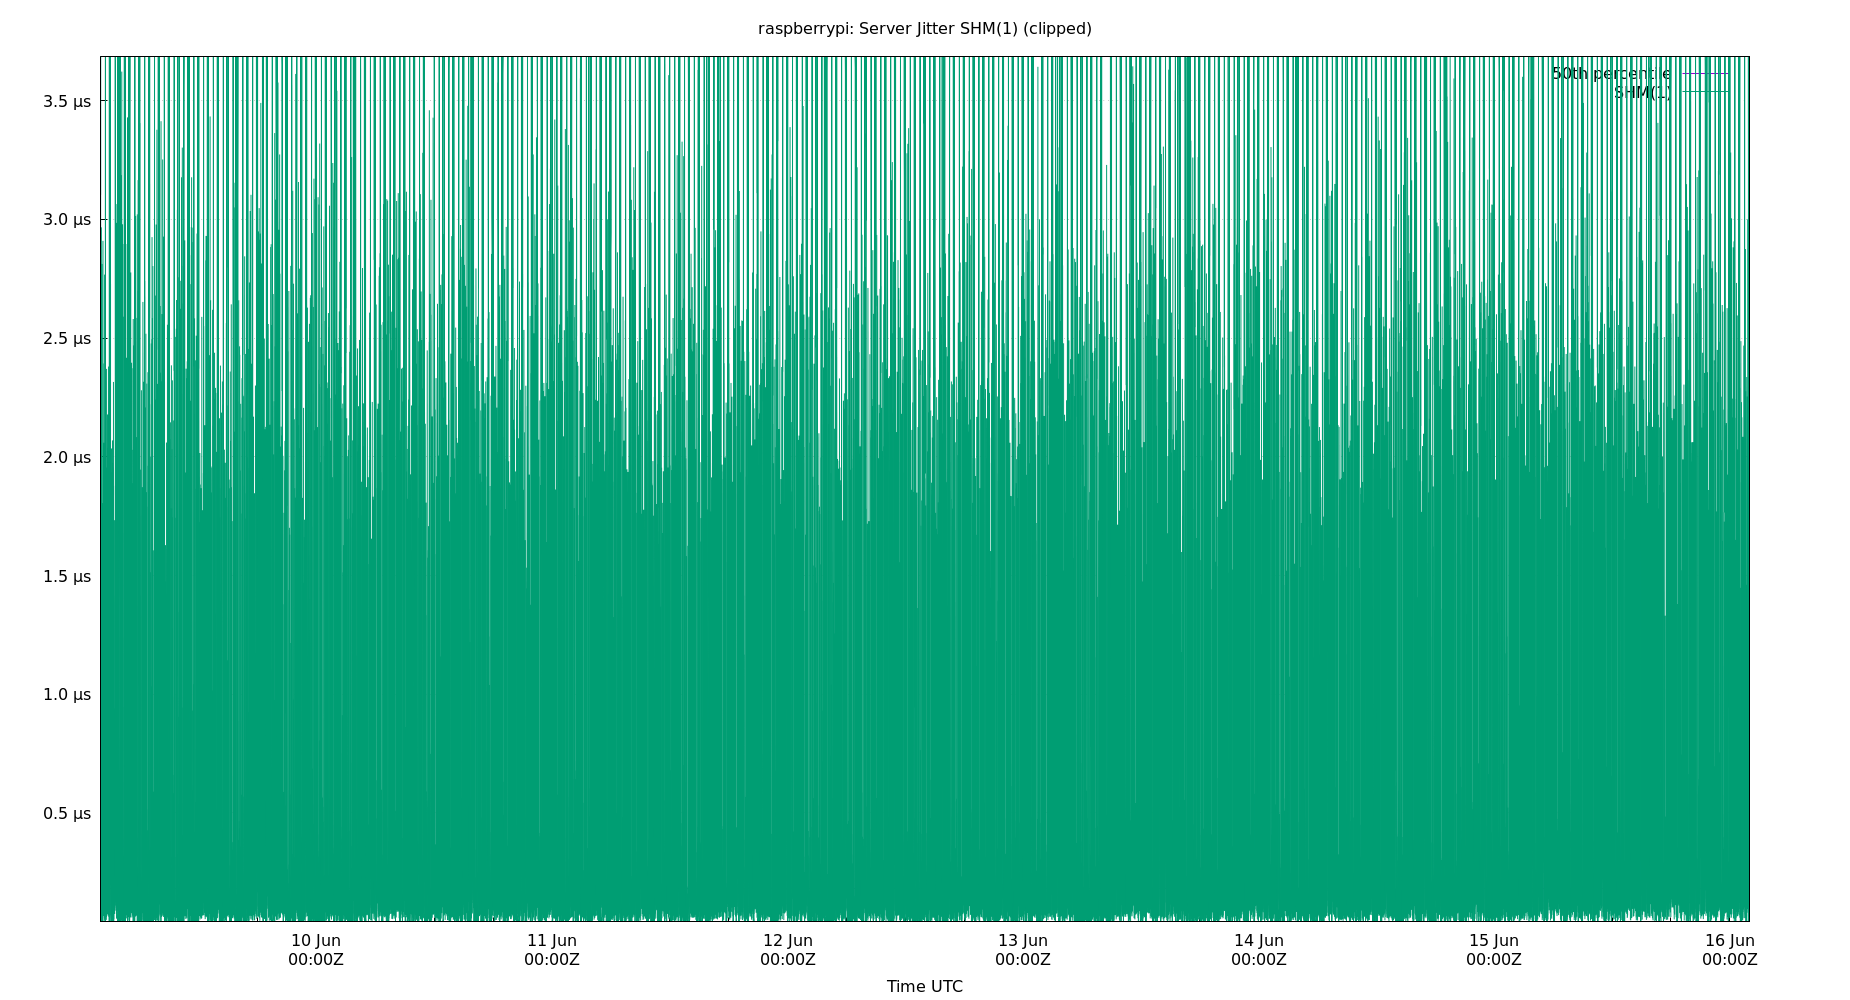 raspberrypi: Server Jitter SHM(1) (clipped)
50th percentile
SHM(1)
3.5 µs
3.0 µs
2.5 µs
2.0 µs
1.5 µs
1.0 µs
0.5 µs
10 Jun 11 Jun 12 Jun 13 Jun 14 Jun 15 Jun 16 Jun
00:00Z 00:00Z 00:00Z 00:00Z 00:00Z 00:00Z 00:00Z
Time UTC